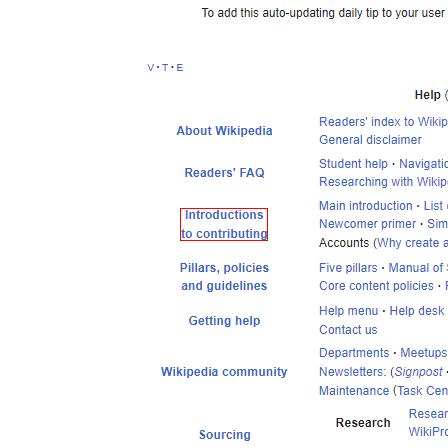 To add this auto-updating daily tip to your user
V · T · E
Help (
About Wikipedia
Readers' index to Wikip
General disclaimer
Readers' FAQ
Student help · Navigatio
Researching with Wikip
Introductions
to contributing
Main introduction · List
Newcomer primer · Sim
Accounts (Why create a
Pillars, policies
and guidelines
Five pillars · Manual of
Core content policies ·
Getting help
Help menu · Help desk
Contact us
Wikipedia community
Departments · Meetups
Newsletters: (Signpost ·
Maintenance (Task Cen
Sourcing
Research
Resear
WikiPro